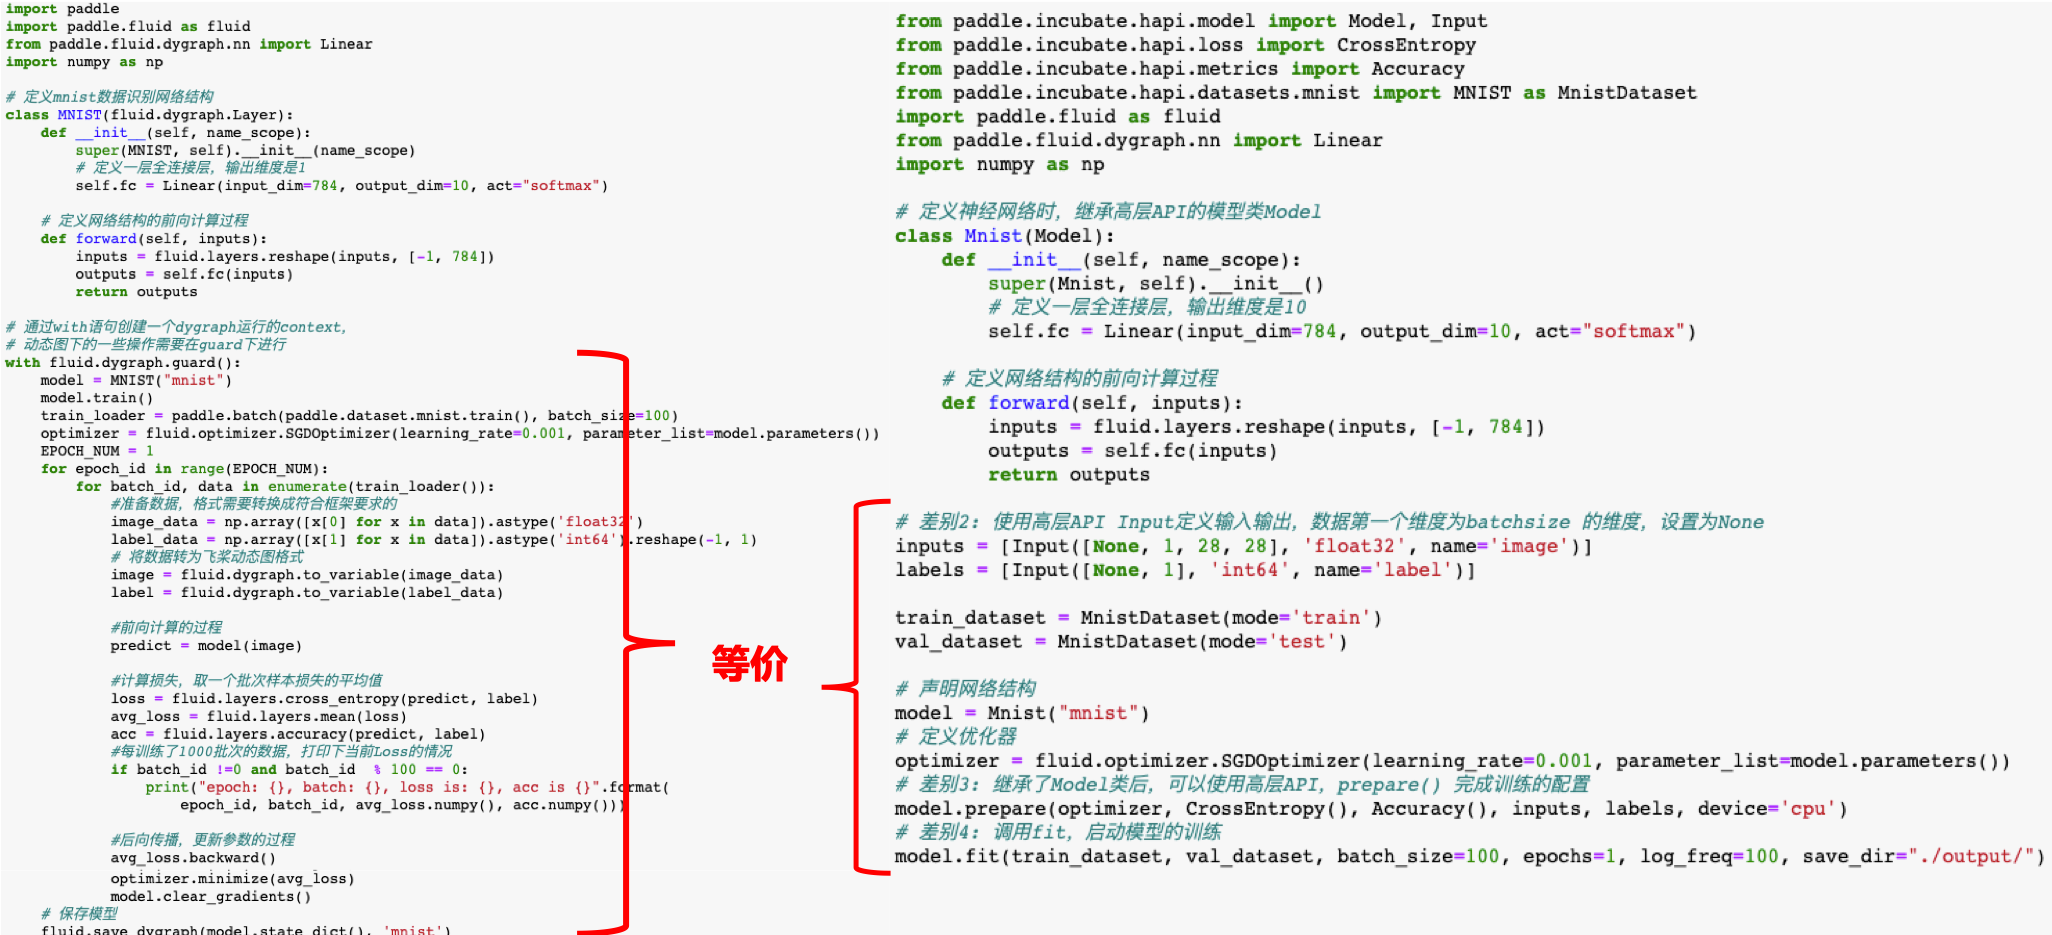 import paddle
import paddle.fluid as fluid
from paddle.fluid.dygraph.nn import Linear
import numpy as np

# 定义mnist数据识别网络结构
class MNIST(fluid.dygraph.Layer):
    def __init__(self, name_scope):
        super(MNIST, self).__init__(name_scope)
        # 定义一层全连接层，输出维度是1
        self.fc = Linear(input_dim=784, output_dim=10, act="softmax")

    # 定义网络结构的前向计算过程
    def forward(self, inputs):
        inputs = fluid.layers.reshape(inputs, [-1, 784])
        outputs = self.fc(inputs)
        return outputs

# 通过with语句创建一个dygraph运行的context，
# 动态图下的一些操作需要在guard下进行
with fluid.dygraph.guard():
    model = MNIST("mnist")
    model.train()
    train_loader = paddle.batch(paddle.dataset.mnist.train(), batch_size=100)
    optimizer = fluid.optimizer.SGDOptimizer(learning_rate=0.001, parameter_list=model.parameters())
    EPOCH_NUM = 1
    for epoch_id in range(EPOCH_NUM):
        for batch_id, data in enumerate(train_loader()):
            #准备数据，格式需要转换成符合框架要求的
            image_data = np.array([x[0] for x in data]).astype('float32')
            label_data = np.array([x[1] for x in data]).astype('int64').reshape(-1, 1)
            # 将数据转为飞桨动态图格式
            image = fluid.dygraph.to_variable(image_data)
            label = fluid.dygraph.to_variable(label_data)

            #前向计算的过程
            predict = model(image)

            #计算损失，取一个批次样本损失的平均值
            loss = fluid.layers.cross_entropy(predict, label)
            avg_loss = fluid.layers.mean(loss)
            acc = fluid.layers.accuracy(predict, label)
            #每训练了1000批次的数据，打印下当前Loss的情况
            if batch_id !=0 and batch_id  % 100 == 0:
                print("epoch: {}, batch: {}, loss is: {}, acc is {}".format(
                    epoch_id, batch_id, avg_loss.numpy(), acc.numpy()))

            #后向传播，更新参数的过程
            avg_loss.backward()
            optimizer.minimize(avg_loss)
            model.clear_gradients()
    # 保存模型
    fluid.save_dygraph(model.state_dict(), 'mnist')
等价
from paddle.incubate.hapi.model import Model, Input
from paddle.incubate.hapi.loss import CrossEntropy
from paddle.incubate.hapi.metrics import Accuracy
from paddle.incubate.hapi.datasets.mnist import MNIST as MnistDataset
import paddle.fluid as fluid
from paddle.fluid.dygraph.nn import Linear
import numpy as np

# 定义神经网络时，继承高层API的模型类Model
class Mnist(Model):
    def __init__(self, name_scope):
        super(Mnist, self).__init__()
        # 定义一层全连接层，输出维度是10
        self.fc = Linear(input_dim=784, output_dim=10, act="softmax")

    # 定义网络结构的前向计算过程
    def forward(self, inputs):
        inputs = fluid.layers.reshape(inputs, [-1, 784])
        outputs = self.fc(inputs)
        return outputs

# 差别2: 使用高层API Input定义输入输出，数据第一个维度为batchsize 的维度，设置为None
inputs = [Input([None, 1, 28, 28], 'float32', name='image')]
labels = [Input([None, 1], 'int64', name='label')]

train_dataset = MnistDataset(mode='train')
val_dataset = MnistDataset(mode='test')

# 声明网络结构
model = Mnist("mnist")
# 定义优化器
optimizer = fluid.optimizer.SGDOptimizer(learning_rate=0.001, parameter_list=model.parameters())
# 差别3: 继承了Model类后，可以使用高层API，prepare() 完成训练的配置
model.prepare(optimizer, CrossEntropy(), Accuracy(), inputs, labels, device='cpu')
# 差别4: 调用fit，启动模型的训练
model.fit(train_dataset, val_dataset, batch_size=100, epochs=1, log_freq=100, save_dir="./output/")